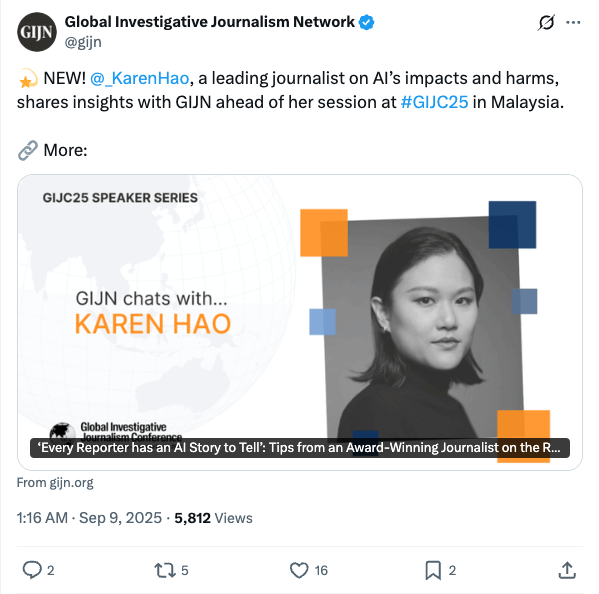 Global Investigative Journalism Network
@gijn
NEW! @_KarenHao, a leading journalist on AI's impacts and harms,
shares insights with GIJN ahead of her session at #GIJC25 in Malaysia.
More:
GIJC25 SPEAKER SERIES
GIJN chats with...
KAREN HAO
Global Investigative
Journalism Conference
'Every Reporter has an AI Story to Tell': Tips from an Award-Winning Journalist on the R...
From gijn.org
1:16 AM · Sep 9, 2025 · 5,812 Views
2 5 16 2
GIJN